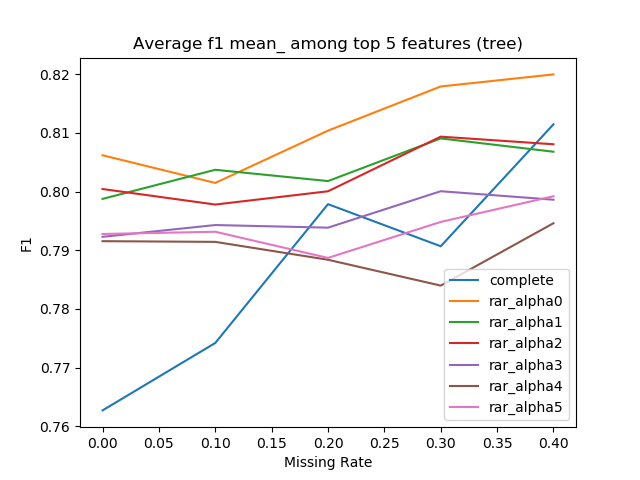 Average f1 mean_ among top 5 features (tree)
F1
0.82
0.81
0.80
0.79
0.78
0.77
0.76
0.00 0.05 0.10 0.15 0.20 0.25 0.30 0.35 0.40
Missing Rate
complete
rar_alpha0
rar_alpha1
rar_alpha2
rar_alpha3
rar_alpha4
rar_alpha5